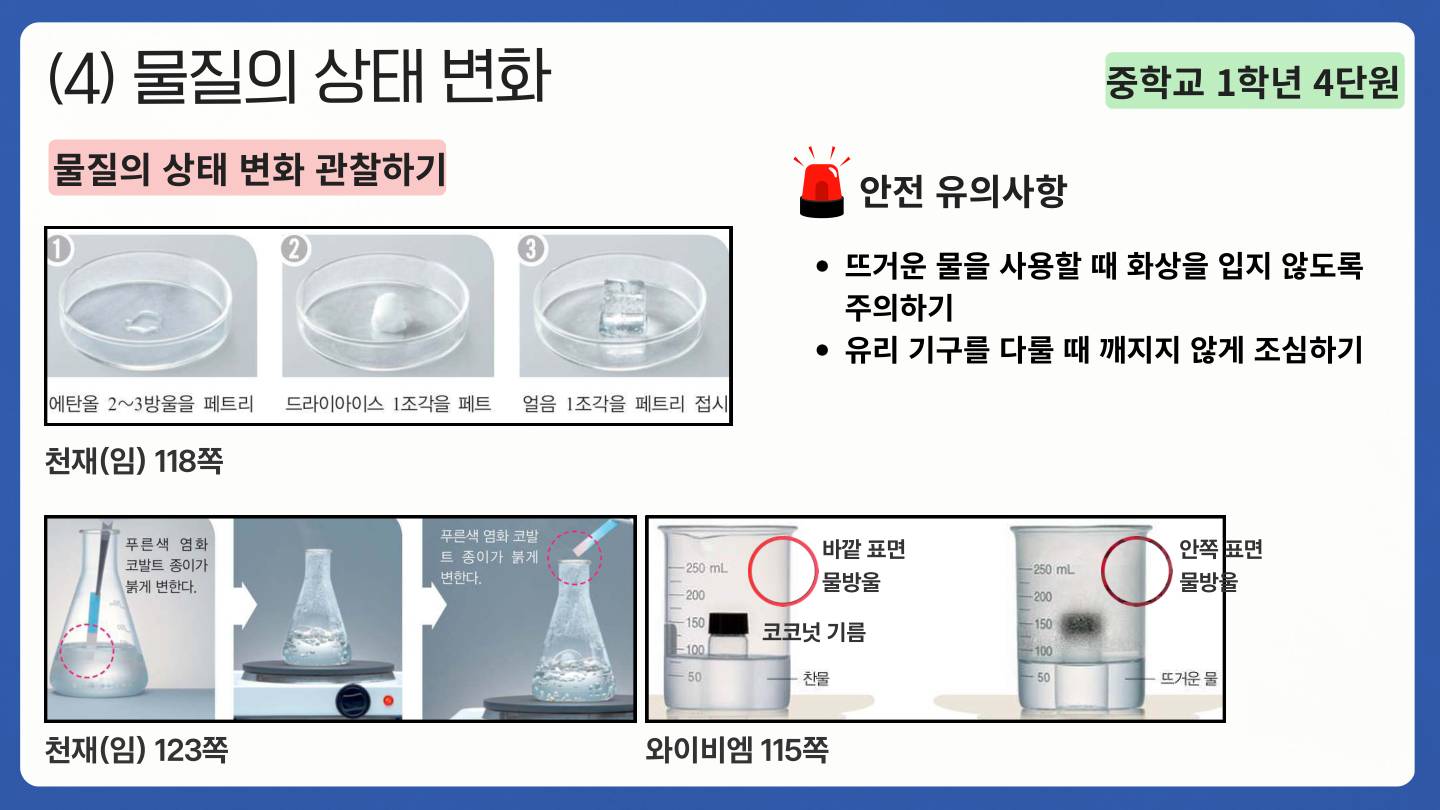 (4) 물질의 상태 변화
중학교 1학년 4단원
물질의 상태 변화 관찰하기
안전 유의사항
• 뜨거운 물을 사용할 때 화상을 입지 않도록
주의하기
• 유리 기구를 다룰 때 깨지지 않게 조심하기
1
2
3
에탄올 2～3방울을 페트리
드라이아이스 1조각을 페트
얼음 1조각을 페트리 접시
천재(임) 118쪽
푸른색 염화
코발트 종이가
붉게 변한다.
푸른색 염화 코발
트 종이가 붉게
변한다.
천재(임) 123쪽
바깥 표면
물방울
코코넛 기름
250 mL
200
150
100
50
찬물
안쪽 표면
물방울
250 mL
200
150
100
50
뜨거운 물
와이비엠 115쪽